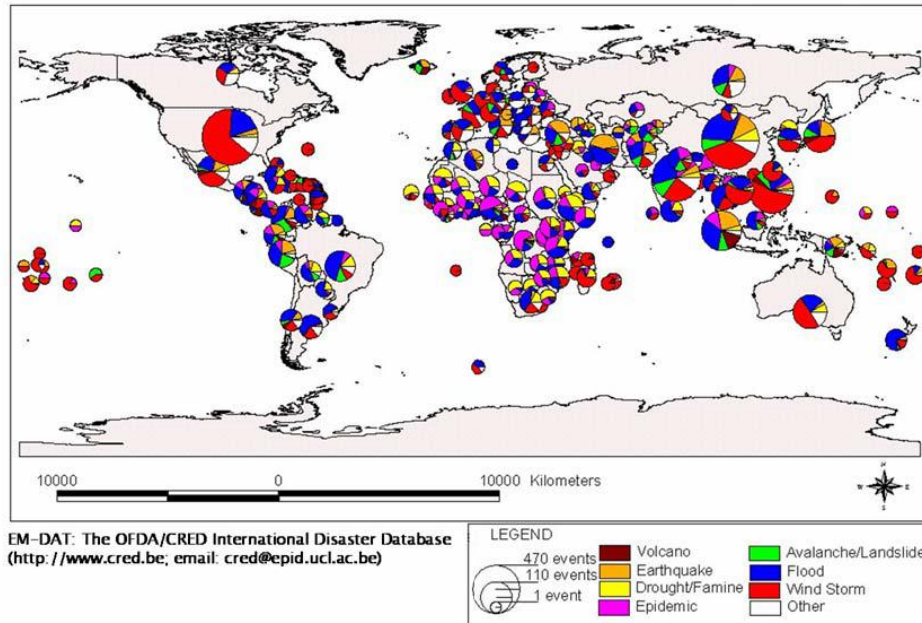 10000 0 10000 Kilometers
EM-DAT: The OFDA/CRED International Disaster Database
(http://www.cred.be; email: cred@epid.ucl.ac.be)
LEGEND
470 events
110 events
1 event
Volcano
Earthquake
Drought/Famine
Epidemic
Avalanche/Landslide
Flood
Wind Storm
Other